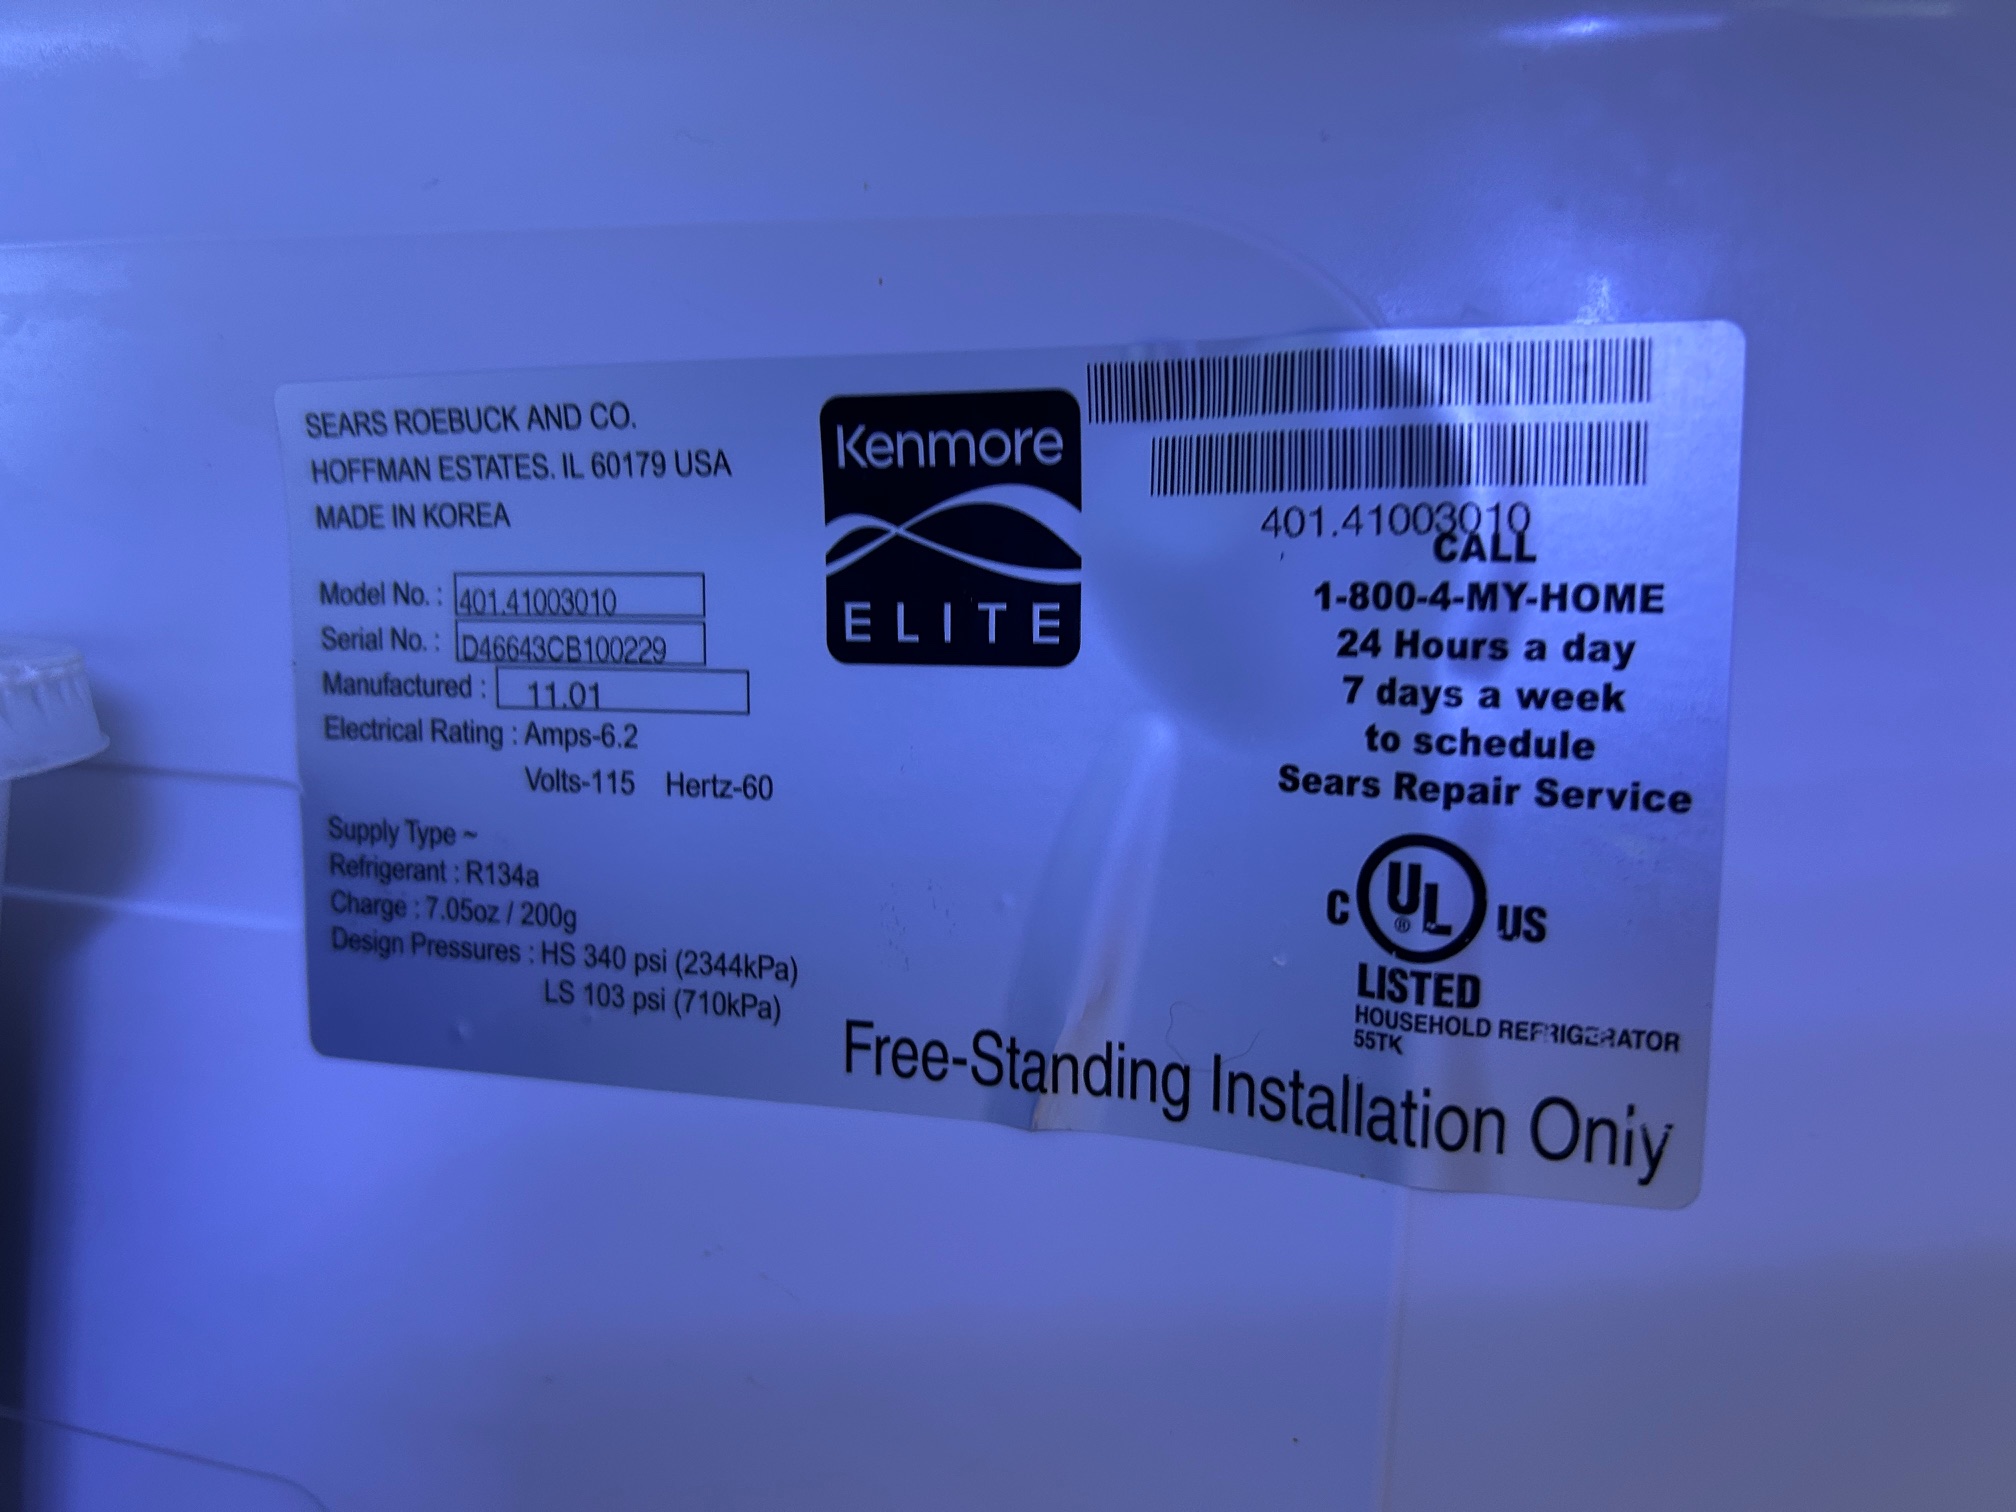 SEARS ROEBUCK AND CO.
HOFFMAN ESTATES. IL 60179 USA
MADE IN KOREA
Model No. : 401.41003010
Serial No. : D46643CB100229
Manufactured : 11.01
Electrical Rating : Amps-6.2
Volts-115 Hertz-60
Supply Type ~
Refrigerant : R134a
Charge : 7.05oz / 200g
Design Pressures : HS 340 psi (2344kPa)
LS 103 psi (710kPa)
Kenmore
ELITE
401.41003010
CALL
1-800-4-MY-HOME
24 Hours a day
7 days a week
to schedule
Sears Repair Service
C UL ® US
LISTED
HOUSEHOLD REFRIGERATOR
55TK
Free-Standing Installation Only